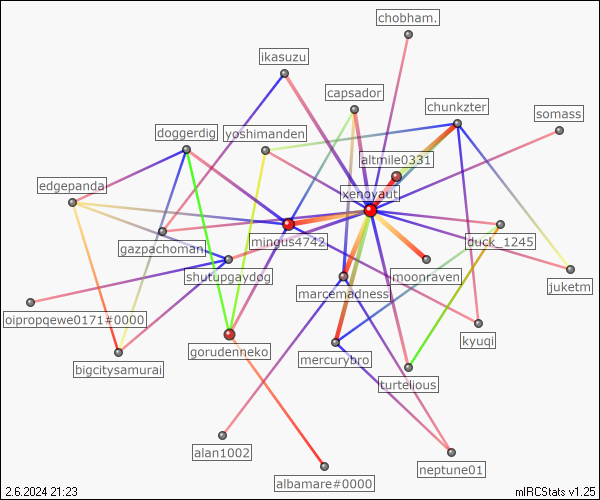 chobham.
ikasuzu
capsador
chunkzter
somass
doggerdig
yoshimanden
altmile0331
edgepanda
xenoyaut
mingus4742
duck_1245
gazpachoman
shutupgaydog
moonraven
juketm
marcemadness
oipropqewe0171#0000
kyuqi
gorudenneko
mercurybro
bigcitysamurai
turtelious
alan1002
neptune01
albamare#0000
2.6.2024 21:23
mIRCStats v1.25